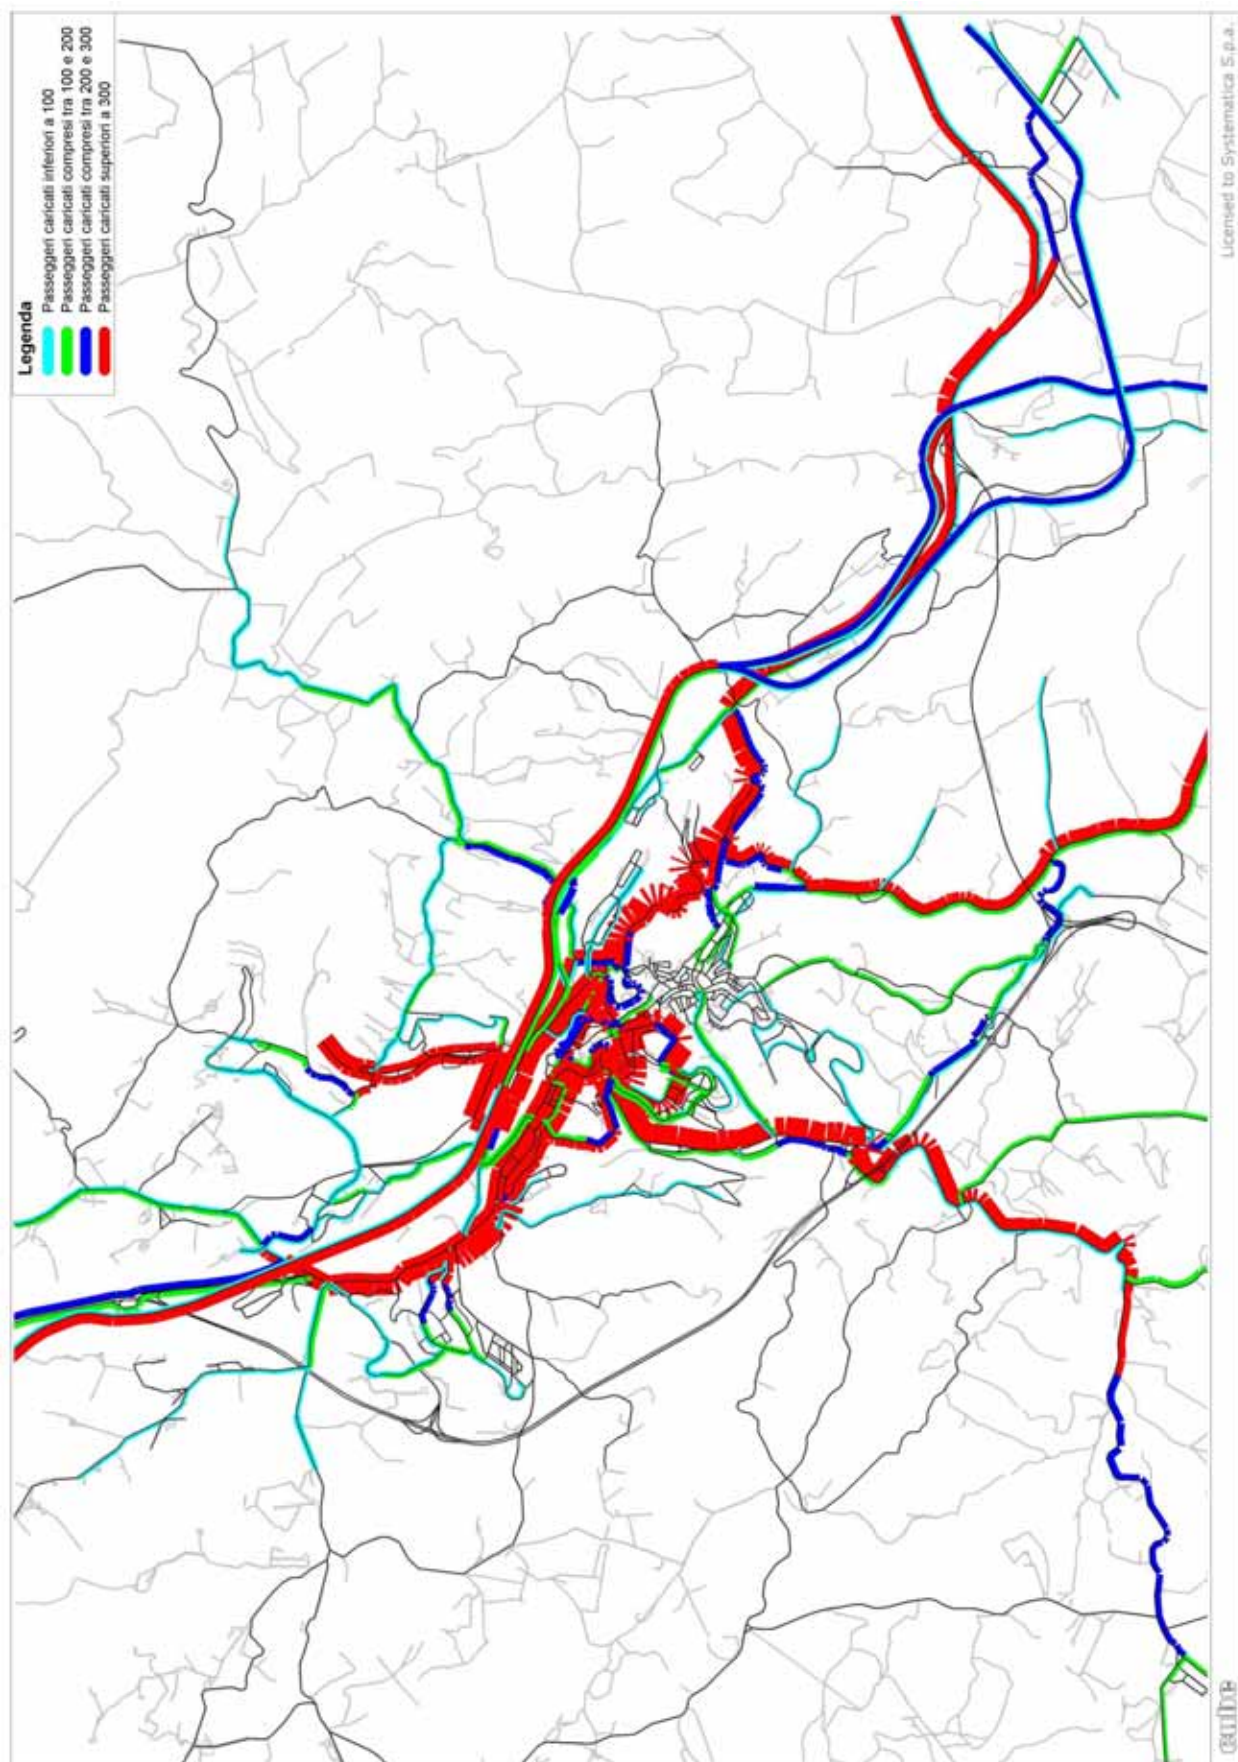 Legenda
Passeggeri caricati inferiori a 100
Passeggeri caricati compresi tra 100 e 200
Passeggeri caricati compresi tra 200 e 300
Passeggeri caricati superiori a 300
Licensed to Systematica S.p.a.
cube